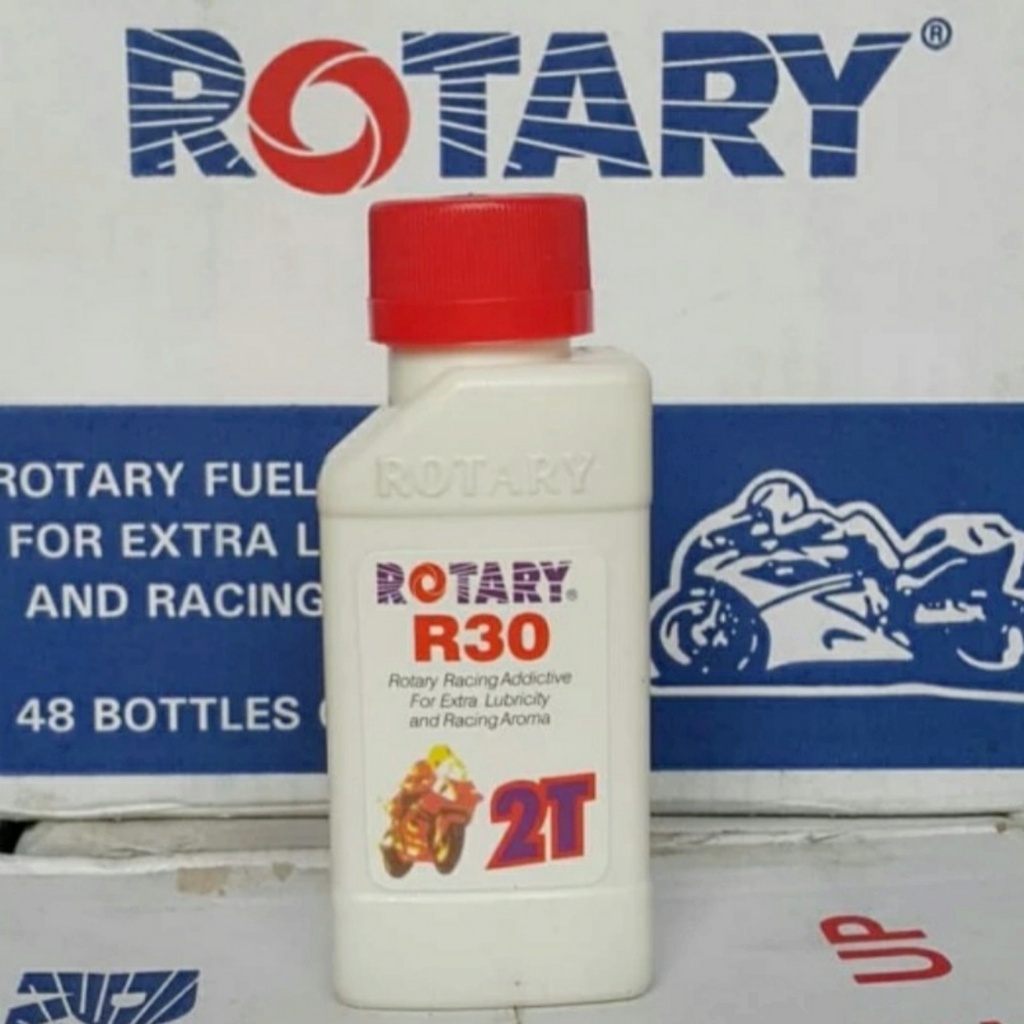 ROTARY®
ROTARY FUEL
FOR EXTRA L
AND RACING
48 BOTTLES
ROTARY
ROTARY®
R30
Rotary Racing Addictive
For Extra Lubricity
and Racing Aroma
2T
UP